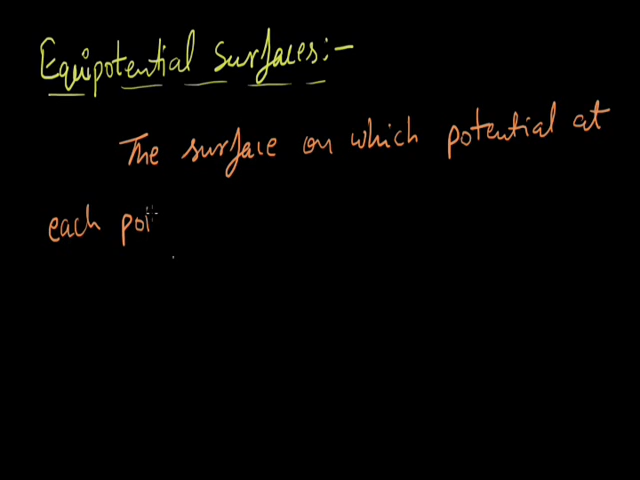 Equipotential surfaces:-
The surface on which potential at
each poi